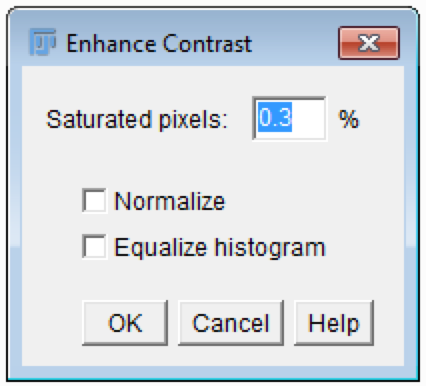 Enhance Contrast
Saturated pixels: 0.3 %
Normalize
Equalize histogram
OK Cancel Help